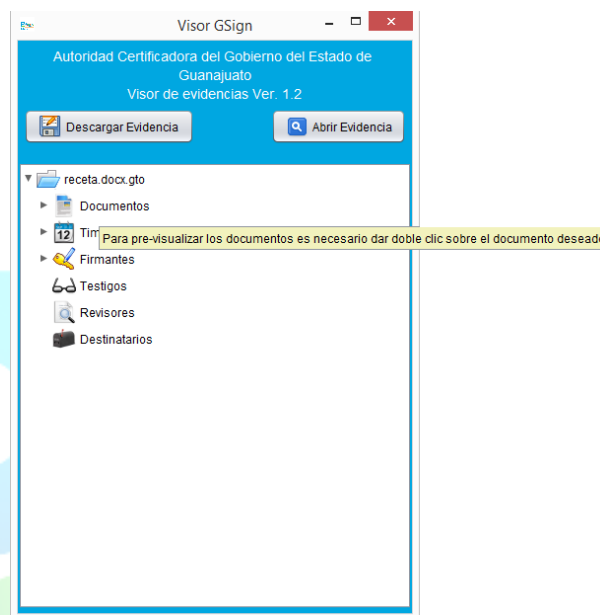 Visor GSign
Autoridad Certificadora del Gobierno del Estado de
Guanajuato
Visor de evidencias Ver. 1.2
Descargar Evidencia
Abrir Evidencia
receta.docx.gto
Documentos
12 Tim
Para pre-visualizar los documentos es necesario dar doble clic sobre el documento desead
Firmantes
Testigos
Revisores
Destinatarios